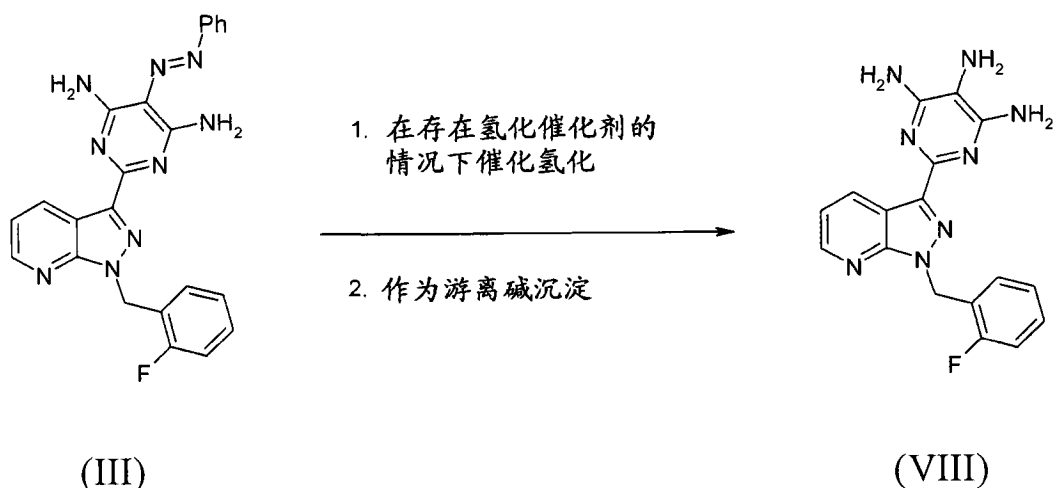 Ph
N=N
H₂N
NH₂
N
N
N
N
N
F
(III)
1. 在存在氢化催化剂的
情况下催化氢化
2. 作为游离碱沉淀
NH₂
H₂N
NH₂
N
N
N
N
N
F
(VIII)